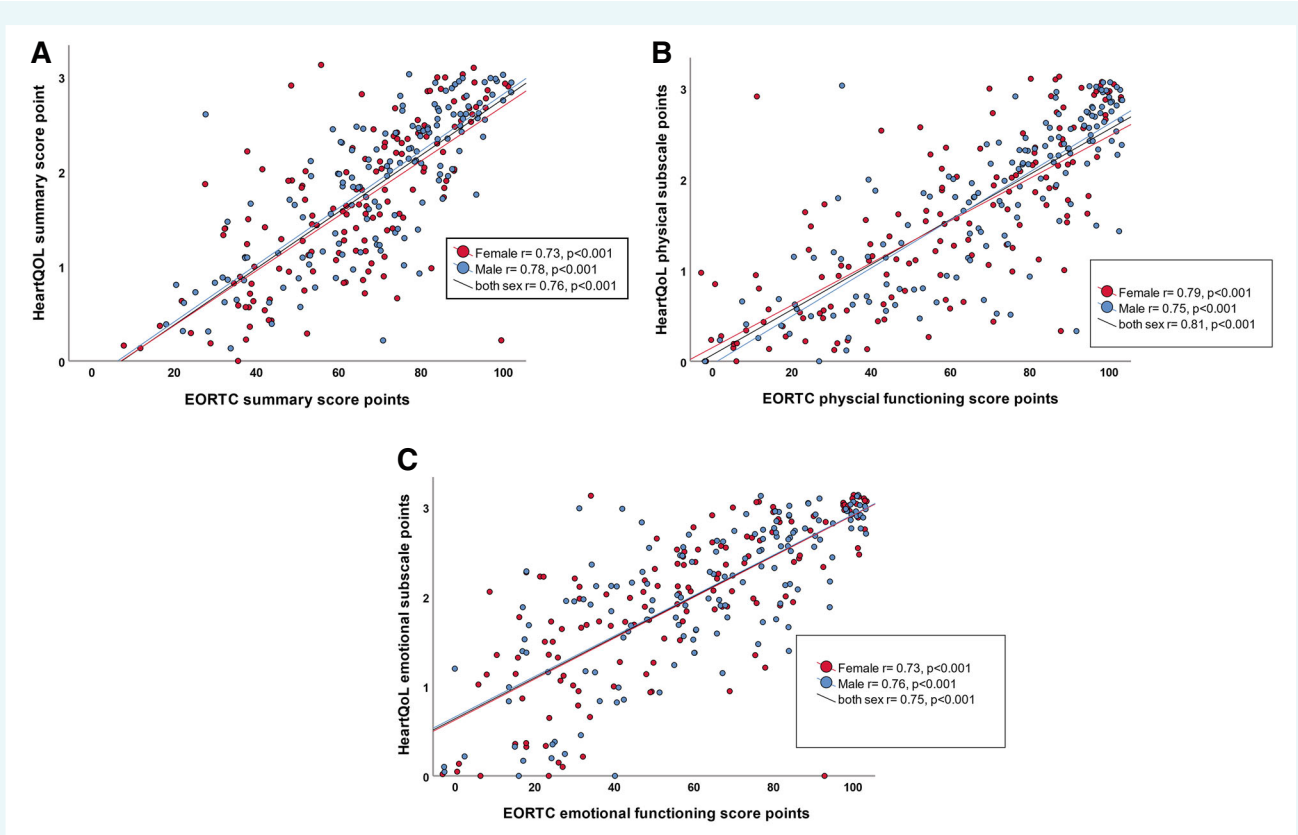 A
HeartQOL summary score point
3
2
1
0
0 20 40 60 80 100
EORTC summary score points
Female r= 0.73, p<0.001
Male r= 0.78, p<0.001
both sex r= 0.76, p<0.001
B
HeartQoL physical subscale points
3
2
1
0
0 20 40 60 80 100
EORTC physcial functioning score points
Female r= 0.79, p<0.001
Male r= 0.75, p<0.001
both sex r= 0.81, p<0.001
C
HeartQoL emotional subscale points
3
2
1
0
0 20 40 60 80 100
EORTC emotional functioning score points
Female r= 0.73, p<0.001
Male r= 0.76, p<0.001
both sex r= 0.75, p<0.001